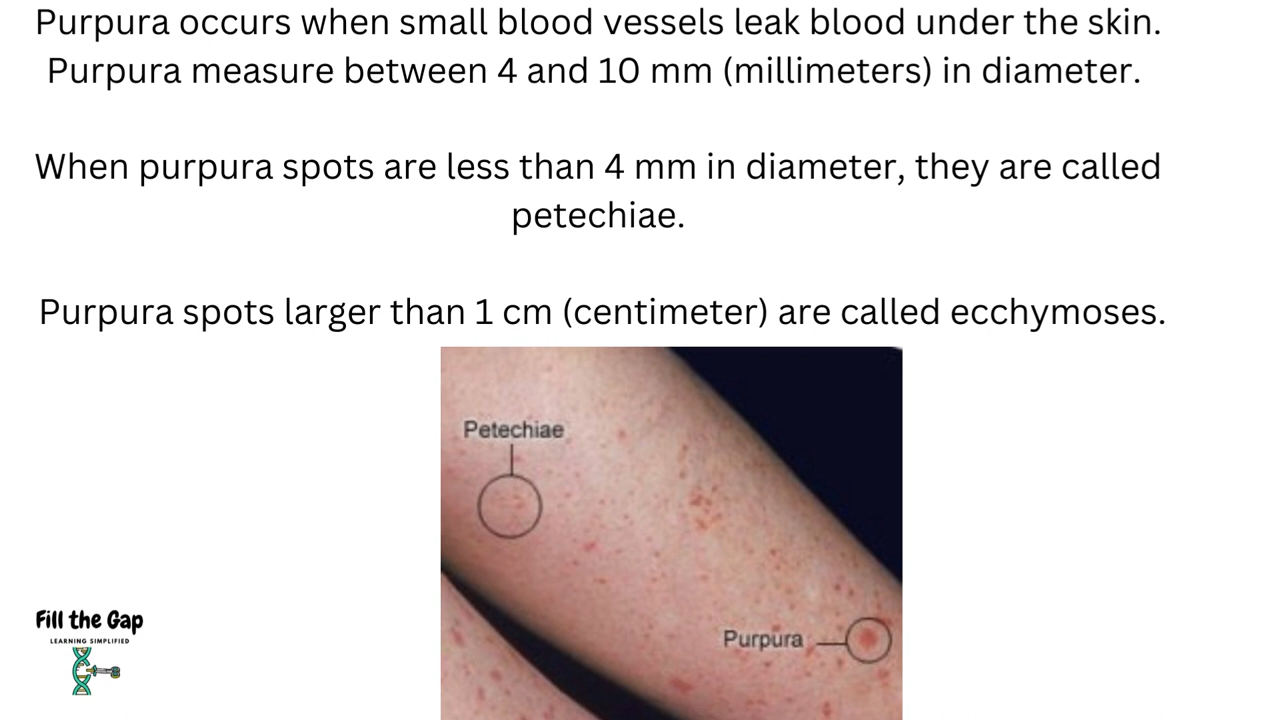 Purpura occurs when small blood vessels leak blood under the skin.
Purpura measure between 4 and 10 mm (millimeters) in diameter.
When purpura spots are less than 4 mm in diameter, they are called
petechiae.
Purpura spots larger than 1 cm (centimeter) are called ecchymoses.
Petechiae
Purpura
Fill the Gap
LEARNING SIMPLIFIED